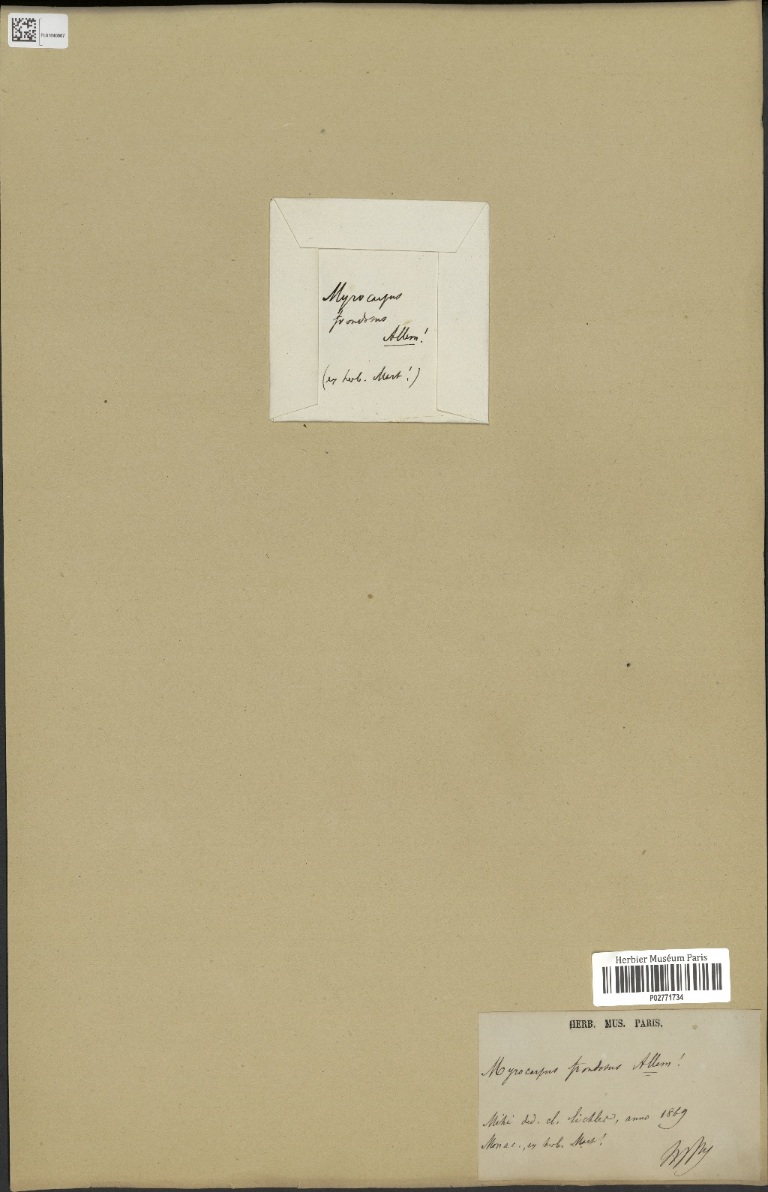 Myrocarpus
frondosus
Allem!
(ex herb. Mart!)
Herbier Muséum Paris
P02771734
HERB. MUS. PARIS.
Myrocarpus frondosus Allem!
Mihi ded. cl. Eichler, anno 1869
Monac., ex herb. Mart!